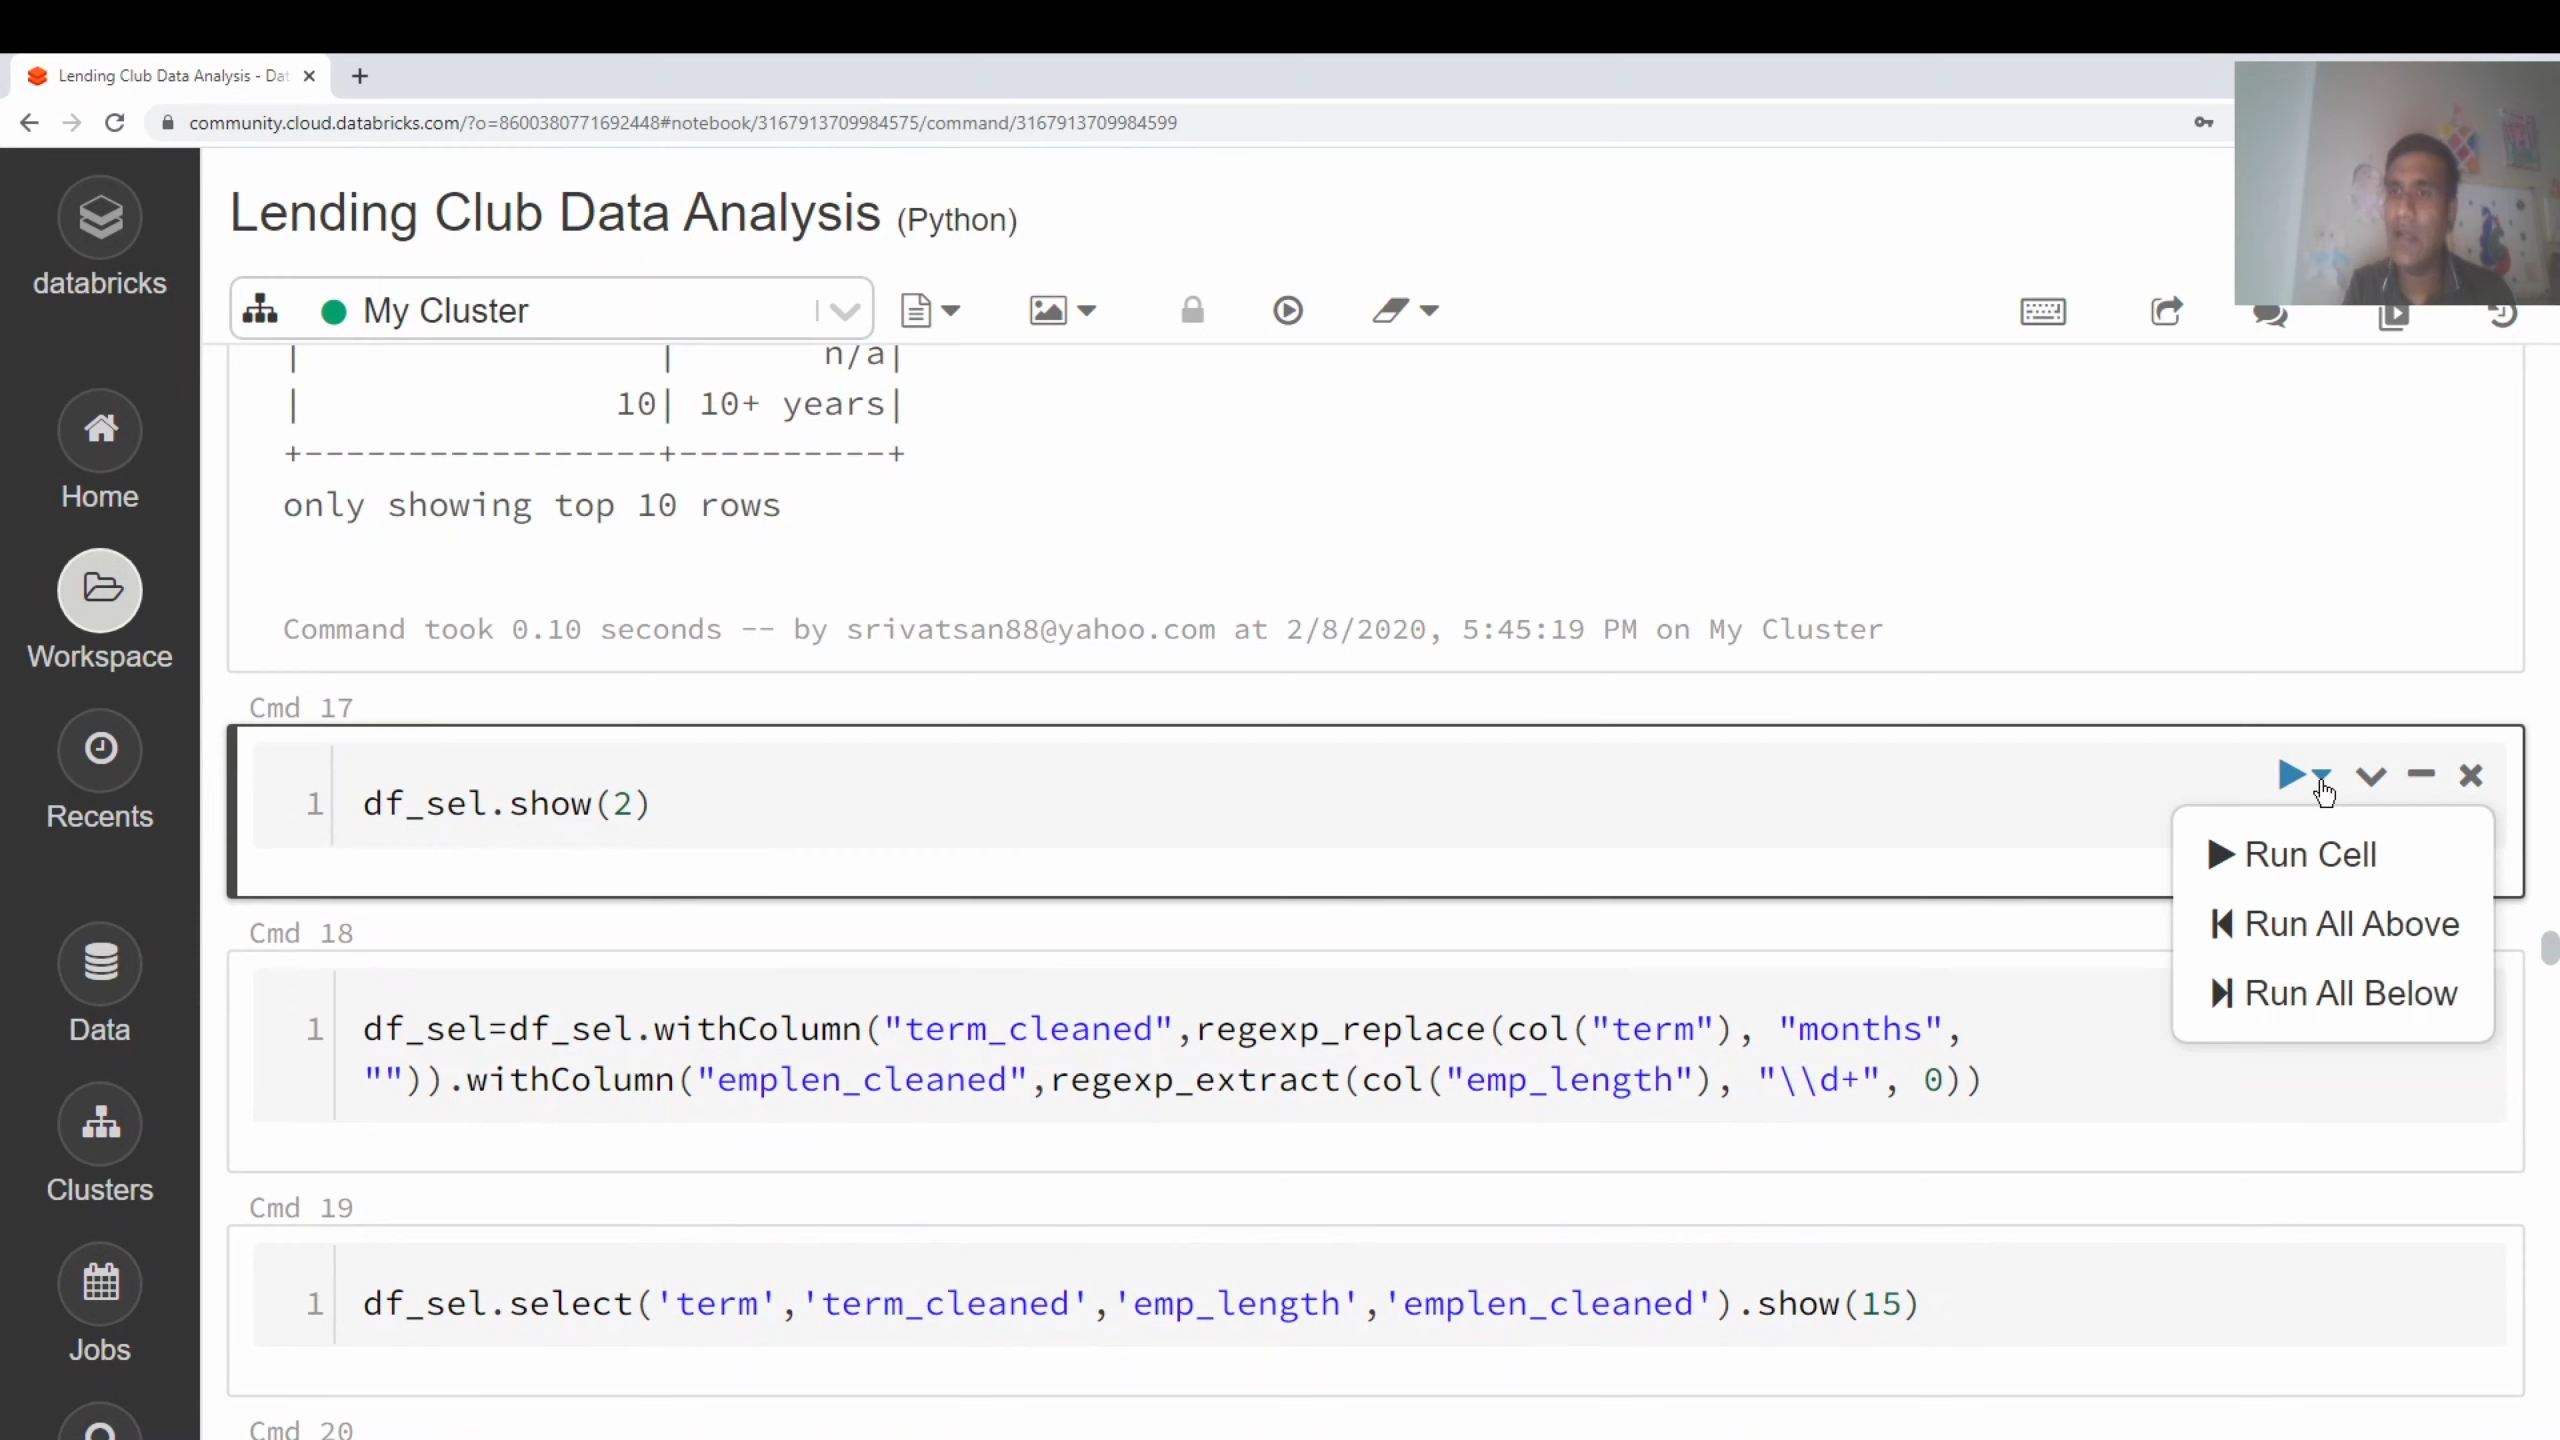 Lending Club Data Analysis - Dat
community.cloud.databricks.com/?o=8600380771692448#notebook/3167913709984575/command/3167913709984599
databricks
Home
Workspace
Recents
Data
Clusters
Jobs
Lending Club Data Analysis (Python)
My Cluster
| | n/a|
| 10| 10+ years|
+-----------------+----------+
only showing top 10 rows
Command took 0.10 seconds -- by srivatsan88@yahoo.com at 2/8/2020, 5:45:19 PM on My Cluster
Cmd 17
1 df_sel.show(2)
Run Cell
Run All Above
Run All Below
Cmd 18
1 df_sel=df_sel.withColumn("term_cleaned",regexp_replace(col("term"), "months",
"")).withColumn("emplen_cleaned",regexp_extract(col("emp_length"), "\\d+", 0))
Cmd 19
1 df_sel.select('term','term_cleaned','emp_length','emplen_cleaned').show(15)
Cmd 20